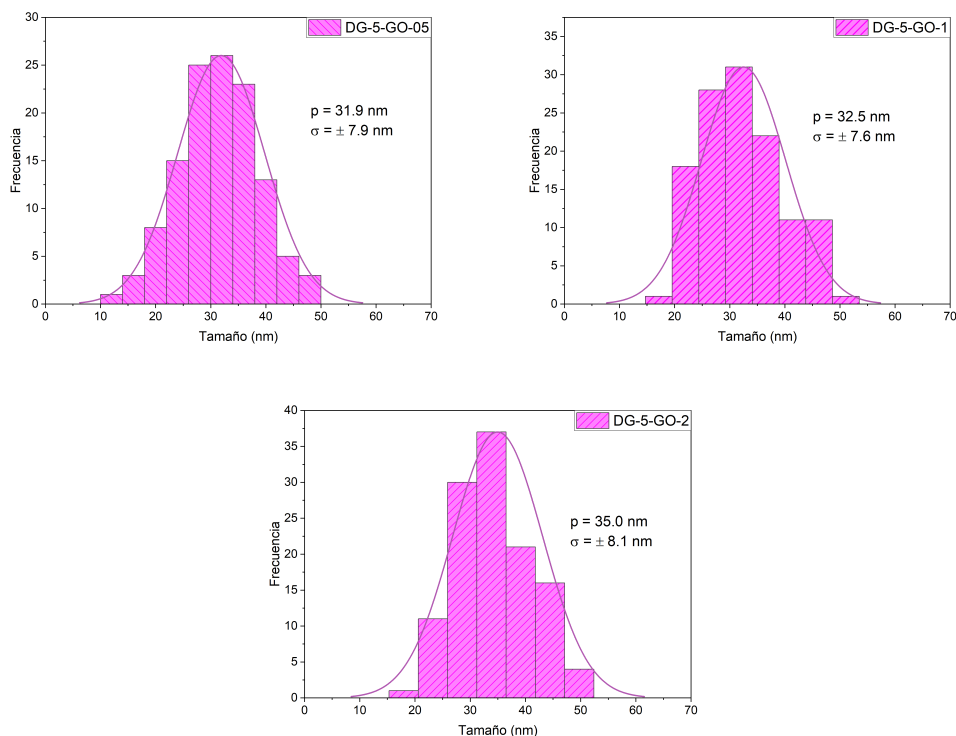 DG-5-GO-05
30
25
20
15
10
5
0
Frecuencia
p = 31.9 nm
σ = ± 7.9 nm
0 10 20 30 40 50 60 70
Tamaño (nm)
DG-5-GO-1
35
30
25
20
15
10
5
0
Frecuencia
p = 32.5 nm
σ = ± 7.6 nm
0 10 20 30 40 50 60 70
Tamaño (nm)
DG-5-GO-2
40
35
30
25
20
15
10
5
0
Frecuencia
p = 35.0 nm
σ = ± 8.1 nm
0 10 20 30 40 50 60 70
Tamaño (nm)